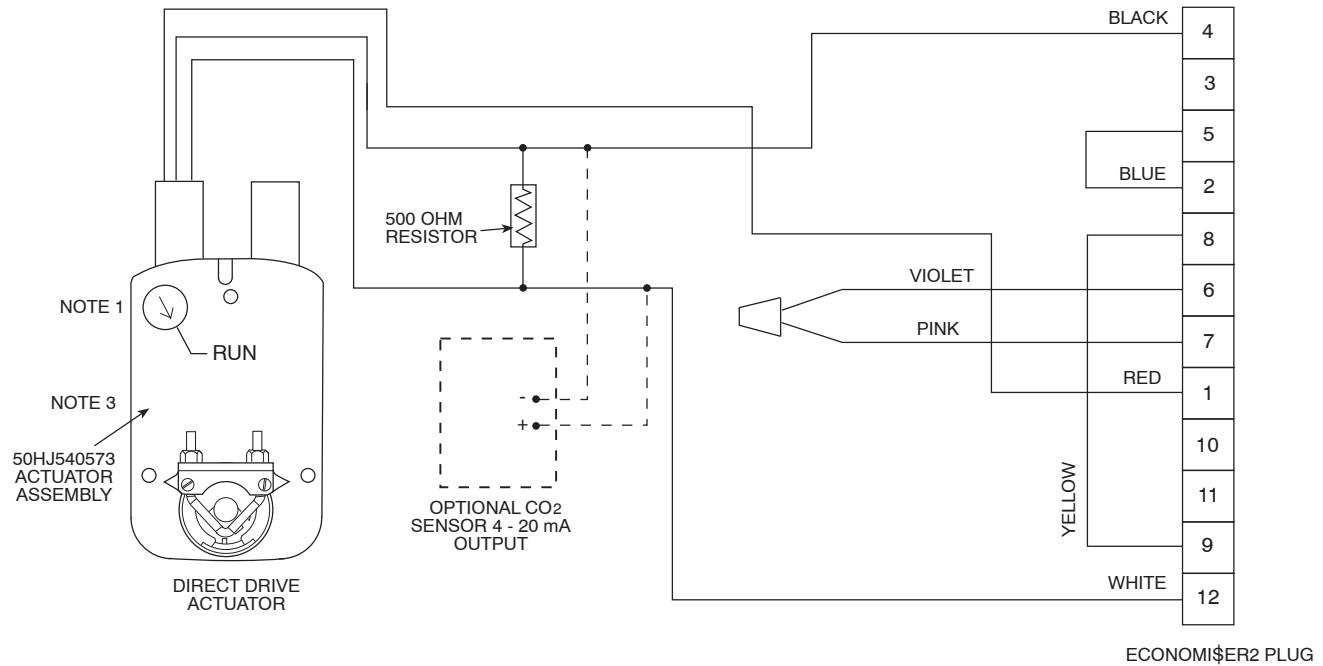 BLACK
4
3
5
BLUE
2
8
500 OHM
RESISTOR
VIOLET
6
NOTE 1
PINK
7
RUN
RED
1
-
+
NOTE 3
10
50HJ540573
ACTUATOR
ASSEMBLY
11
YELLOW
9
OPTIONAL CO2
SENSOR 4 - 20 mA
OUTPUT
WHITE
12
DIRECT DRIVE
ACTUATOR
ECONOMI$ER2 PLUG